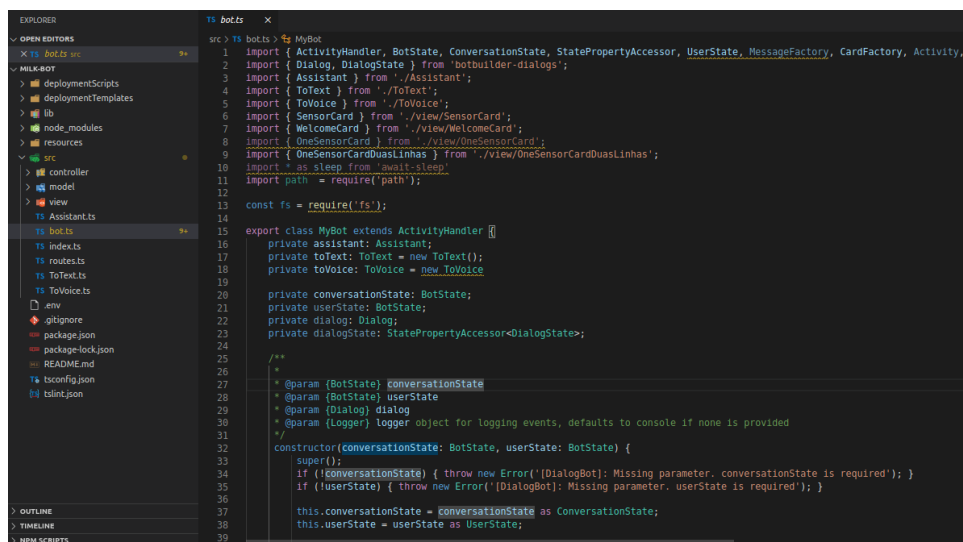 EXPLORER
OPEN EDITORS
TS bot.ts src 9+
MILK-BOT
deploymentScripts
deploymentTemplates
lib
node_modules
resources
src
controller
model
view
TS Assistant.ts
TS bot.ts 9+
TS index.ts
TS routes.ts
TS ToText.ts
TS ToVoice.ts
.env
.gitignore
package.json
package-lock.json
README.md
tsconfig.json
tslint.json
OUTLINE
TIMELINE
NPM SCRIPTS
TS bot.ts
src > TS bot.ts > MyBot
1 import { ActivityHandler, BotState, ConversationState, StatePropertyAccessor, UserState, MessageFactory, CardFactory, Activity,
2 import { Dialog, DialogState } from 'botbuilder-dialogs';
3 import { Assistant } from './Assistant';
4 import { ToText } from './ToText';
5 import { ToVoice } from './ToVoice';
6 import { SensorCard } from './view/SensorCard';
7 import { WelcomeCard } from './view/WelcomeCard';
8 import { OneSensorCard } from './view/OneSensorCard';
9 import { OneSensorCardDuasLinhas } from './view/OneSensorCardDuasLinhas';
10 import * as sleep from 'await-sleep'
11 import path = require('path');
12
13 const fs = require('fs');
14
15 export class MyBot extends ActivityHandler {
16 private assistant: Assistant;
17 private toText: ToText = new ToText();
18 private toVoice: ToVoice = new ToVoice
19
20 private conversationState: BotState;
21 private userState: BotState;
22 private dialog: Dialog;
23 private dialogState: StatePropertyAccessor<DialogState>;
24
25 /**
26 *
27 * @param {BotState} conversationState
28 * @param {BotState} userState
29 * @param {Dialog} dialog
30 * @param {Logger} logger object for logging events, defaults to console if none is provided
31 */
32 constructor(conversationState: BotState, userState: BotState) {
33 super();
34 if (!conversationState) { throw new Error('[DialogBot]: Missing parameter. conversationState is required'); }
35 if (!userState) { throw new Error('[DialogBot]: Missing parameter. userState is required'); }
36
37 this.conversationState = conversationState as ConversationState;
38 this.userState = userState as UserState;
39